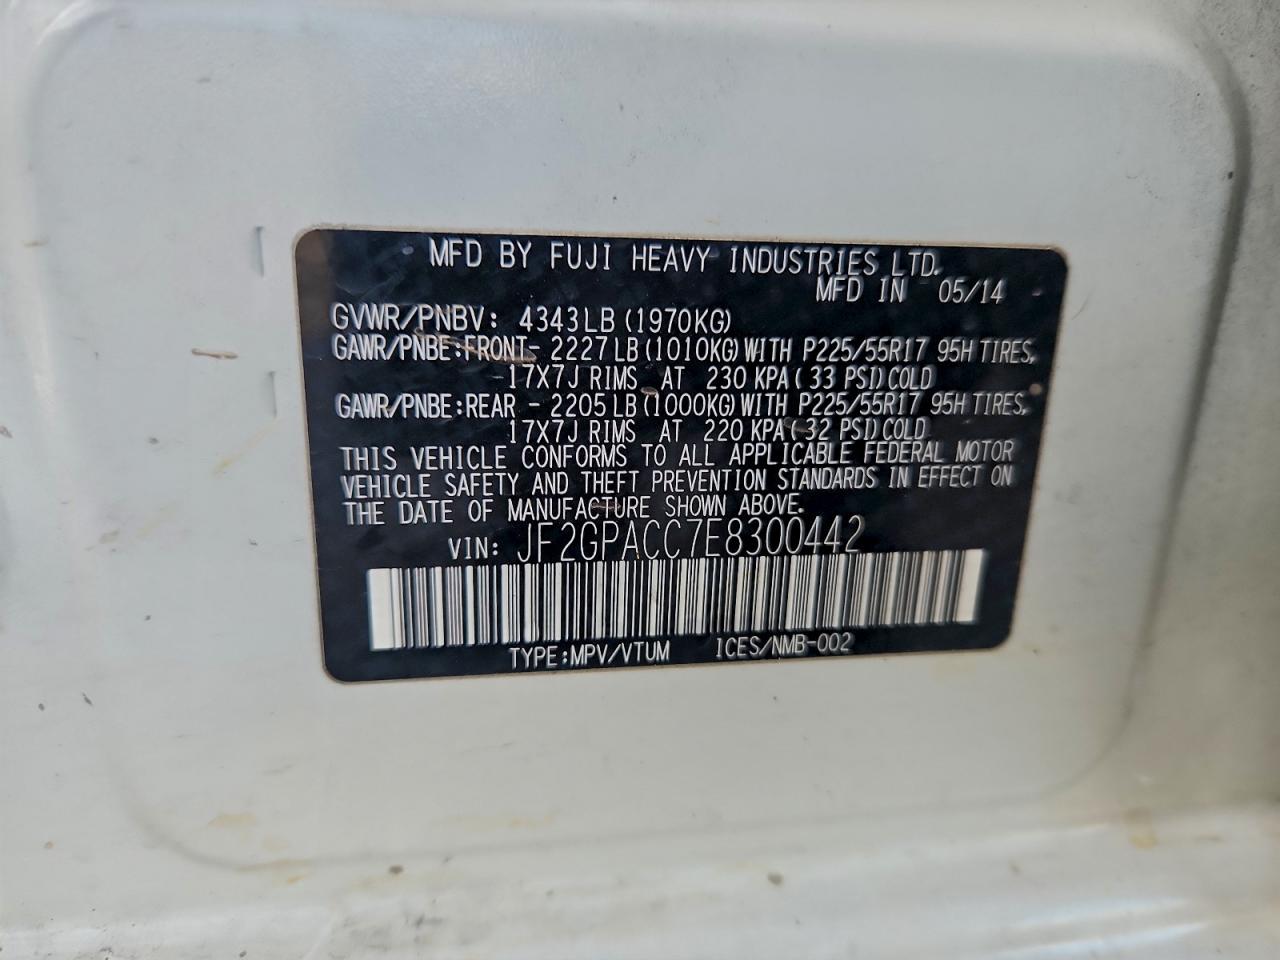 MFD BY FUJI HEAVY INDUSTRIES LTD.
MFD IN 05/14
GVWR/PNBV: 4343LB(1970KG)
GAWR/PNBE:FRONT- 2227LB(1010KG)WITH P225/55R17 95H TIRES,
17X7J RIMS AT 230 KPA(33 PSI)COLD
GAWR/PNBE:REAR - 2205LB(1000KG)WITH P225/55R17 95H TIRES,
17X7J RIMS AT 220 KPA(32 PSI)COLD
THIS VEHICLE CONFORMS TO ALL APPLICABLE FEDERAL MOTOR
VEHICLE SAFETY AND THEFT PREVENTION STANDARDS IN EFFECT ON
THE DATE OF MANUFACTURE SHOWN ABOVE.
VIN: JF2GPACC7E8300442
TYPE:MPV/VTUM ICES/NMB-002